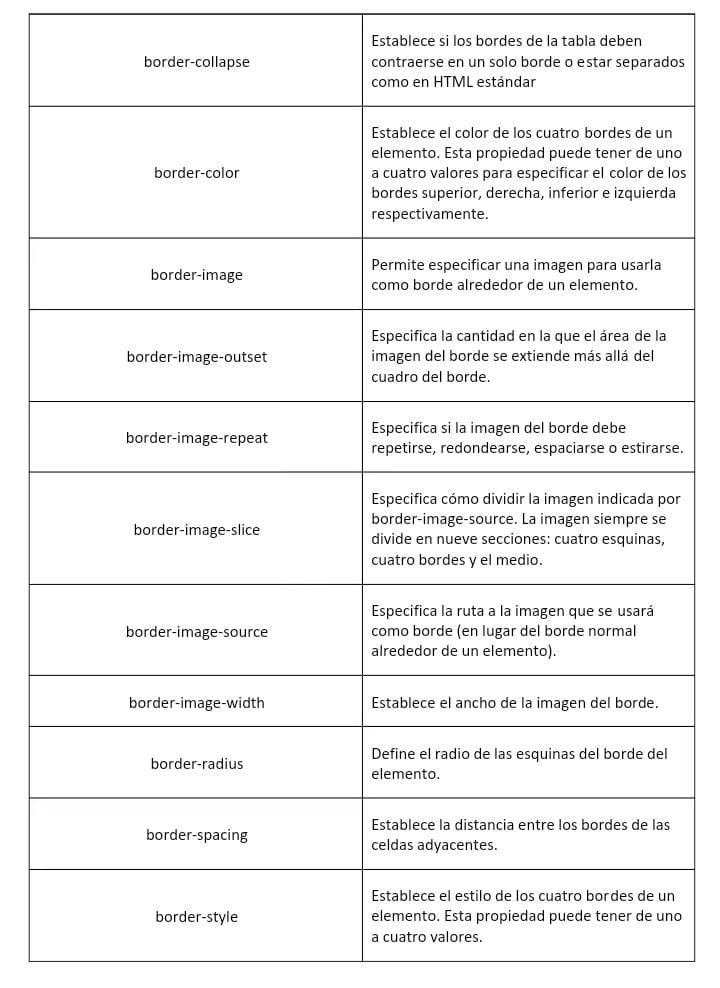 border-collapse
Establece si los bordes de la tabla deben
contraerse en un solo borde o estar separados
como en HTML estándar
border-color
Establece el color de los cuatro bordes de un
elemento. Esta propiedad puede tener de uno
a cuatro valores para especificar el color de los
bordes superior, derecha, inferior e izquierda
respectivamente.
border-image
Permite especificar una imagen para usarla
como borde alrededor de un elemento.
border-image-outset
Especifica la cantidad en la que el área de la
imagen del borde se extiende más allá del
cuadro del borde.
border-image-repeat
Especifica si la imagen del borde debe
repetirse, redondearse, espaciarse o estirarse.
border-image-slice
Especifica cómo dividir la imagen indicada por
border-image-source. La imagen siempre se
divide en nueve secciones: cuatro esquinas,
cuatro bordes y el medio.
border-image-source
Especifica la ruta a la imagen que se usará
como borde (en lugar del borde normal
alrededor de un elemento).
border-image-width
Establece el ancho de la imagen del borde.
border-radius
Define el radio de las esquinas del borde del
elemento.
border-spacing
Establece la distancia entre los bordes de las
celdas adyacentes.
border-style
Establece el estilo de los cuatro bordes de un
elemento. Esta propiedad puede tener de uno
a cuatro valores.